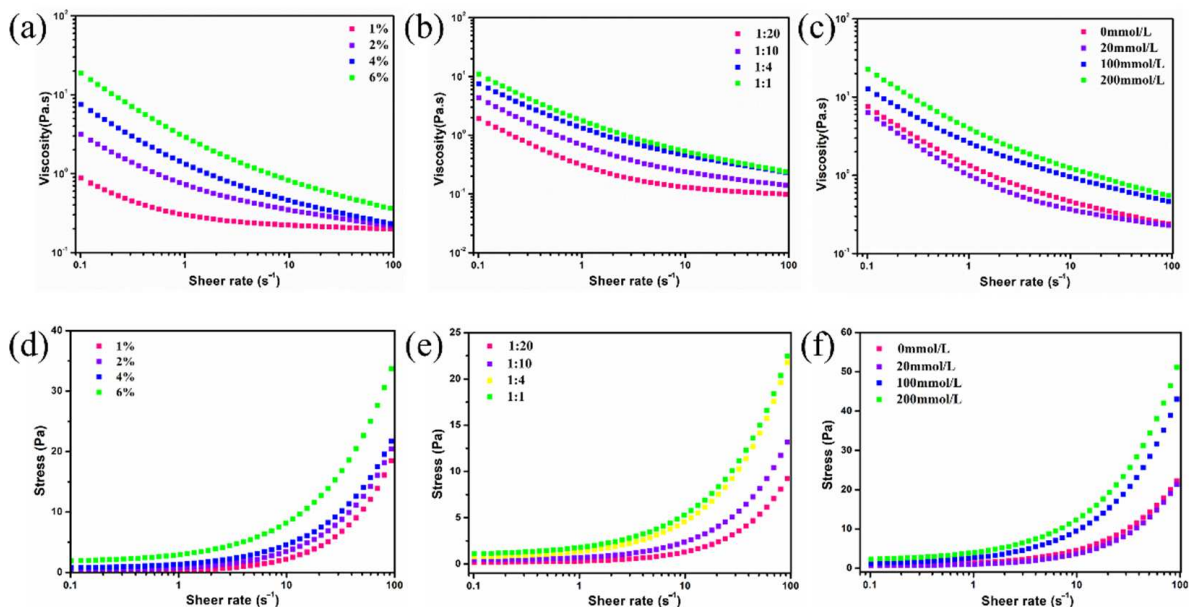 (a)
1%
2%
4%
6%
10²
10¹
10⁰
10⁻¹
Viscosity(Pa.s)
0.1 1 10 100
Sheer rate (s⁻¹)
(b)
1:20
1:10
1:4
1:1
10²
10¹
10⁰
10⁻¹
10⁻²
Viscosity(Pa.s)
0.1 1 10 100
Sheer rate (s⁻¹)
(c)
0mmol/L
20mmol/L
100mmol/L
200mmol/L
10²
10¹
10⁰
10⁻¹
Viscosity(Pa.s)
0.1 1 10 100
Sheer rate (s⁻¹)
(d)
1%
2%
4%
6%
40
30
20
10
0
Stress (Pa)
0.1 1 10 100
Sheer rate (s⁻¹)
(e)
1:20
1:10
1:4
1:1
25
20
15
10
5
0
Stress (Pa)
0.1 1 10 100
Sheer rate (s⁻¹)
(f)
0mmol/L
20mmol/L
100mmol/L
200mmol/L
60
50
40
30
20
10
0
Stress (Pa)
0.1 1 10 100
Sheer rate (s⁻¹)